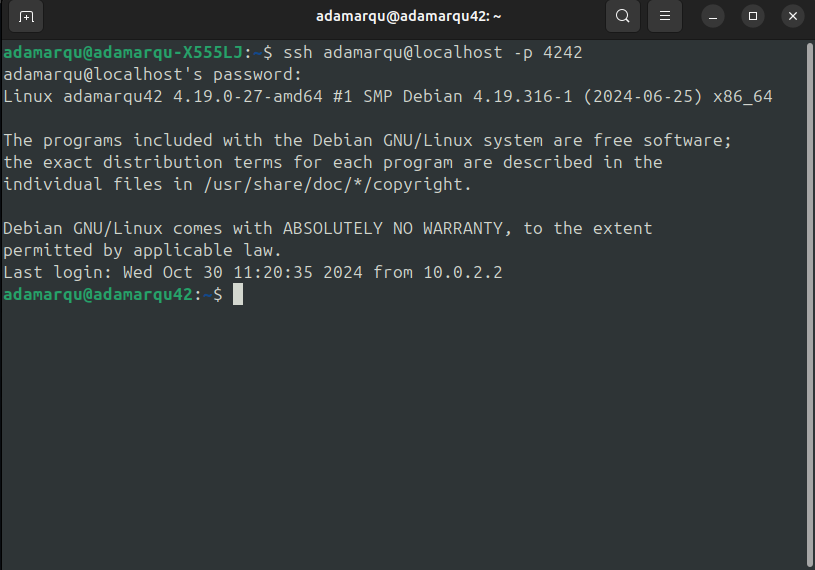 adamarqu@adamarqu42: ~
adamarqu@adamarqu-X555LJ:~$ ssh adamarqu@localhost -p 4242
adamarqu@localhost's password:
Linux adamarqu42 4.19.0-27-amd64 #1 SMP Debian 4.19.316-1 (2024-06-25) x86_64
The programs included with the Debian GNU/Linux system are free software;
the exact distribution terms for each program are described in the
individual files in /usr/share/doc/*/copyright.
Debian GNU/Linux comes with ABSOLUTELY NO WARRANTY, to the extent
permitted by applicable law.
Last login: Wed Oct 30 11:20:35 2024 from 10.0.2.2
adamarqu@adamarqu42:~$